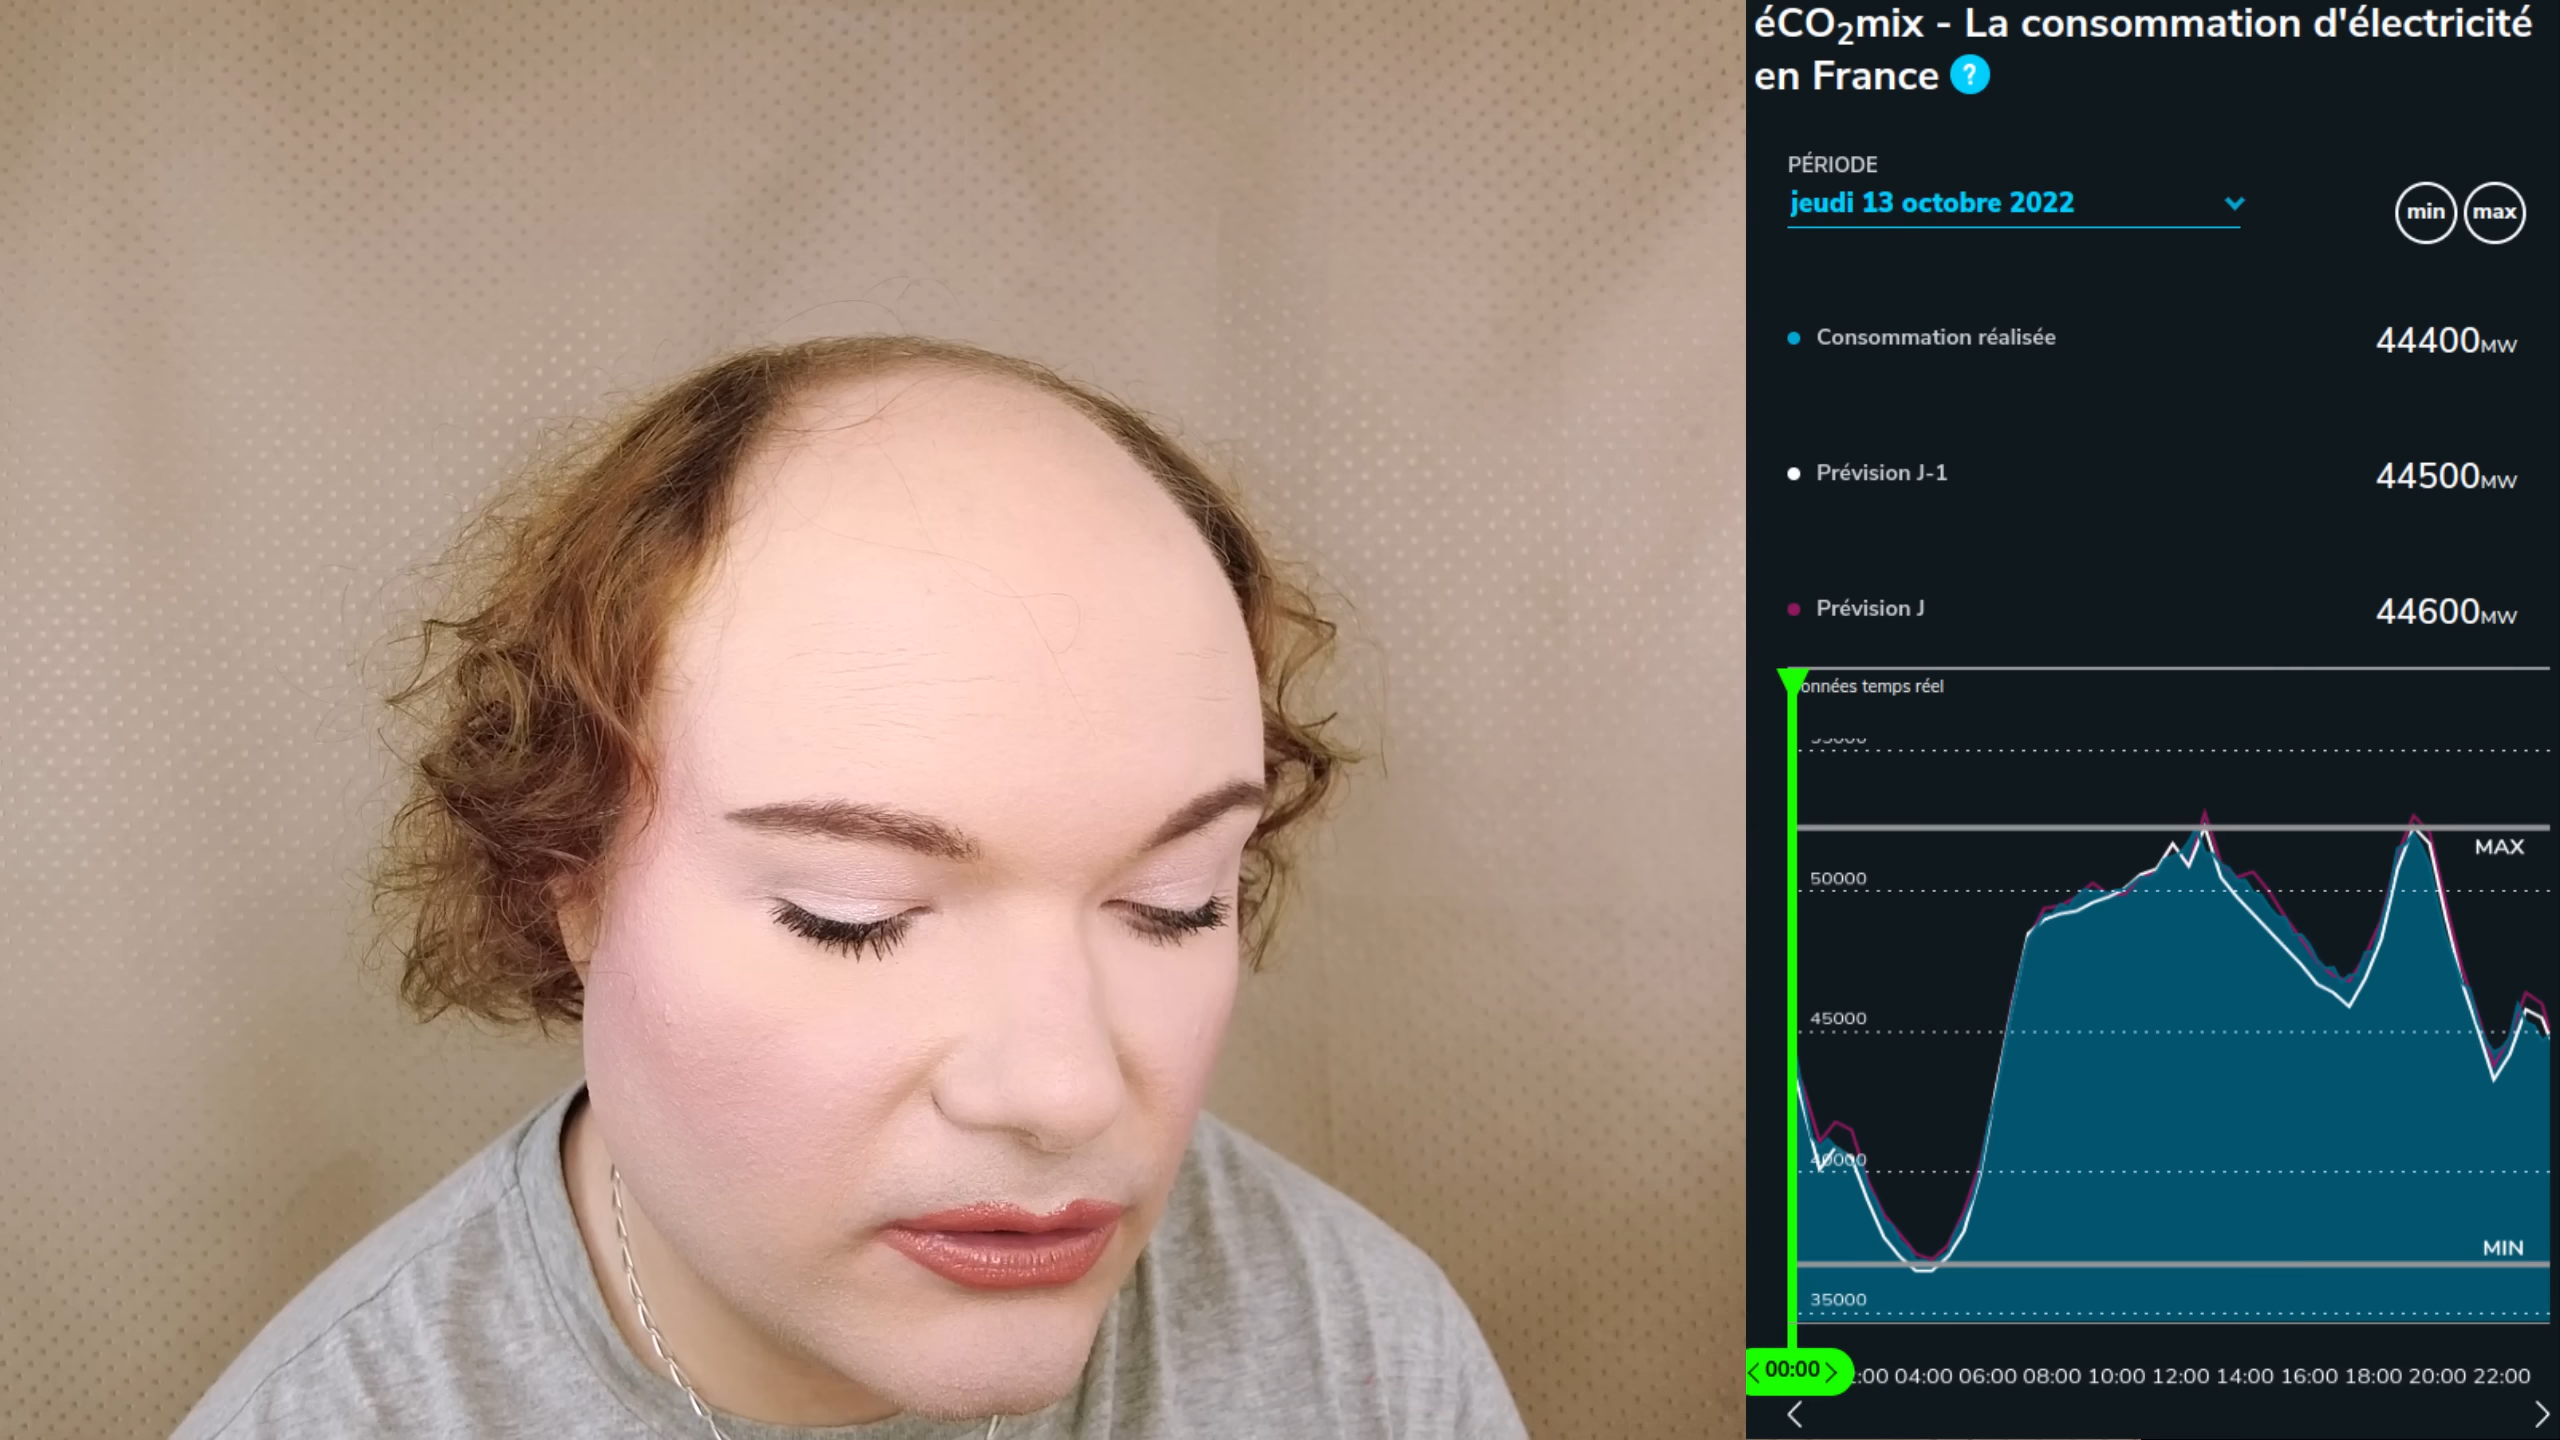 éCO₂mix - La consommation d'électricité
en France ?
PÉRIODE
jeudi 13 octobre 2022
min max
Consommation réalisée 44400MW
Prévision J-1 44500MW
Prévision J 44600MW
onnées temps réel
MAX
50000
45000
40000
MIN
35000
00:00 04:00 06:00 08:00 10:00 12:00 14:00 16:00 18:00 20:00 22:00